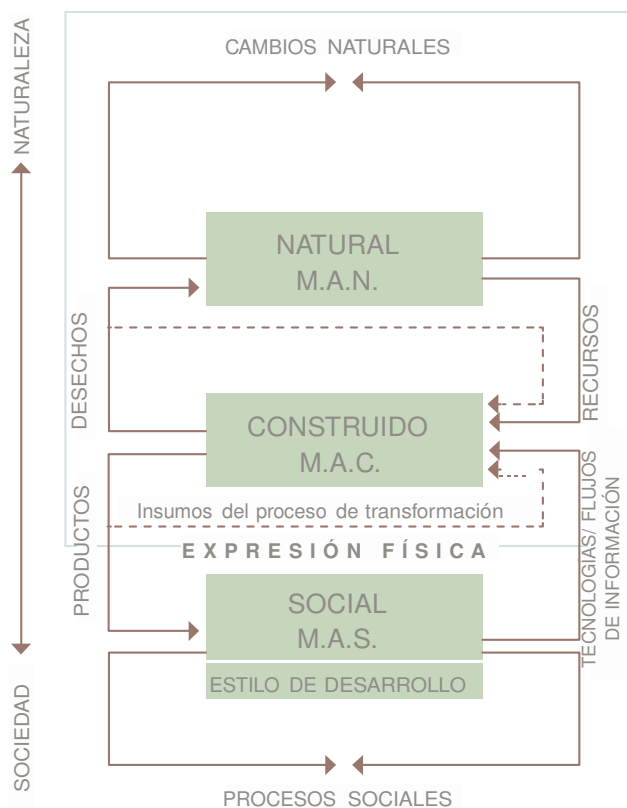 CAMBIOS NATURALES
NATURALEZA
NATURAL
M.A.N.
DESECHOS
RECURSOS
CONSTRUIDO
M.A.C.
Insumos del proceso de transformación
PRODUCTOS
TECNOLOGIAS/ FLUJOS
DE INFORMACIÓN
EXPRESIÓN FÍSICA
SOCIAL
M.A.S.
ESTILO DE DESARROLLO
SOCIEDAD
PROCESOS SOCIALES